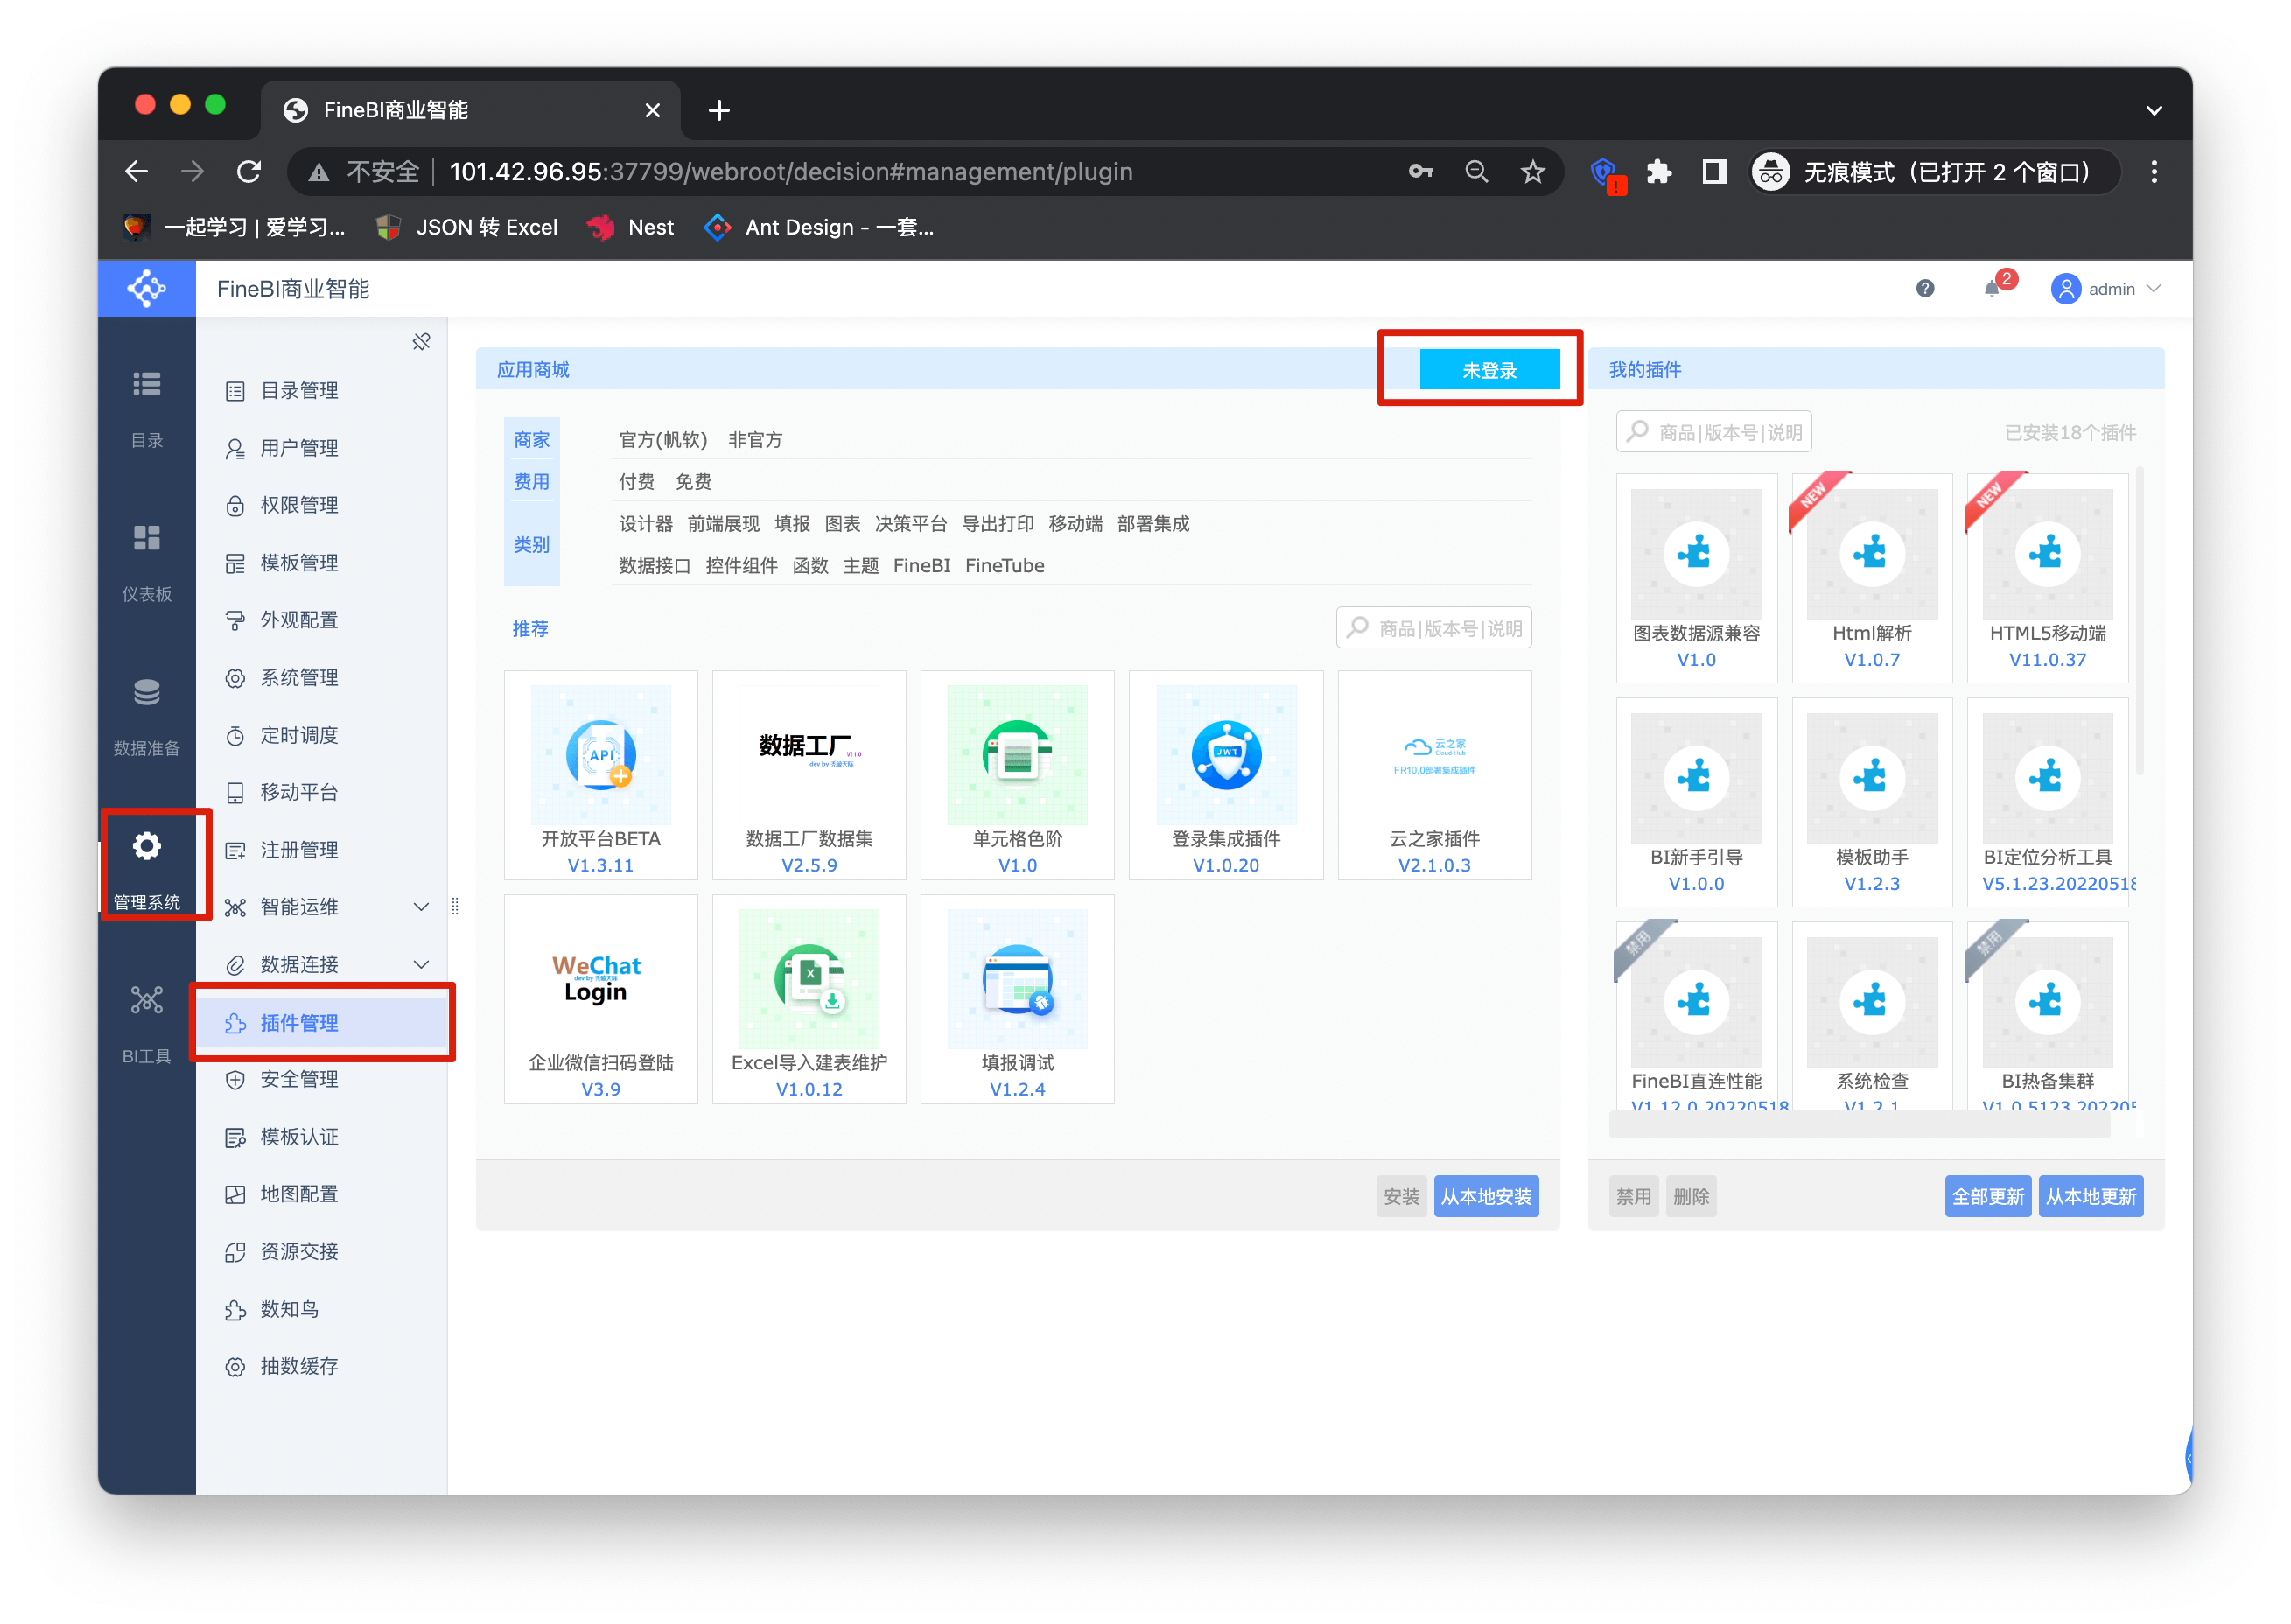 FineBI商业智能
不安全 101.42.96.95:37799/webroot/decision#management/plugin
无痕模式（已打开 2 个窗口）
一起学习 | 爱学习...
JSON 转 Excel
Nest
Ant Design - 一套...
FineBI商业智能
2
admin
目录
仪表板
数据准备
管理系统
BI工具
目录管理
用户管理
权限管理
模板管理
外观配置
系统管理
定时调度
移动平台
注册管理
智能运维
数据连接
插件管理
安全管理
模板认证
地图配置
资源交接
数知鸟
抽数缓存
应用商城
未登录
商家 官方(帆软) 非官方
费用 付费 免费
类别 设计器 前端展现 填报 图表 决策平台 导出打印 移动端 部署集成
数据接口 控件组件 函数 主题 FineBI FineTube
推荐
商品|版本号|说明
API
开放平台BETA
V1.3.11
数据工厂 V11.0
dev by 无破天际
数据工厂数据集
V2.5.9
单元格色阶
V1.0
JWT
登录集成插件
V1.0.20
云之家
Cloud Hub
FR10.0部署集成插件
云之家插件
V2.1.0.3
WeChat
Login
企业微信扫码登陆
V3.9
X
Excel导入建表维护
V1.0.12
填报调试
V1.2.4
安装 从本地安装
我的插件
商品|版本号|说明
已安装18个插件
图表数据源兼容
V1.0
NEW
Html解析
V1.0.7
NEW
HTML5移动端
V11.0.37
BI新手引导
V1.0.0
模板助手
V1.2.3
BI定位分析工具
V5.1.23.20220518
禁用
FineBI直连性能
V1.12.0.20220518
系统检查
V1.2.1
禁用
BI热备集群
V1.0.5123.202205
禁用 删除 全部更新 从本地更新